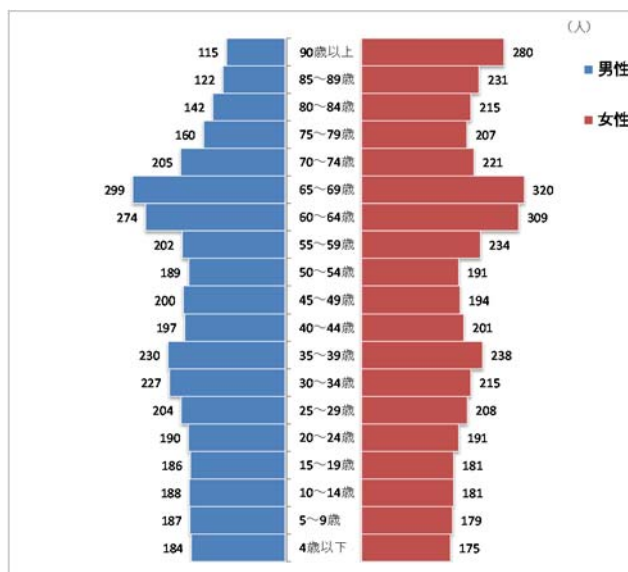 （人）
115 90歳以上 280
122 85～89歳 231
142 80～84歳 215
160 75～79歳 207
205 70～74歳 221
299 65～69歳 320
274 60～64歳 309
202 55～59歳 234
189 50～54歳 191
200 45～49歳 194
197 40～44歳 201
230 35～39歳 238
227 30～34歳 215
204 25～29歳 208
190 20～24歳 191
186 15～19歳 181
188 10～14歳 181
187 5～9歳 179
184 4歳以下 175
男性
女性